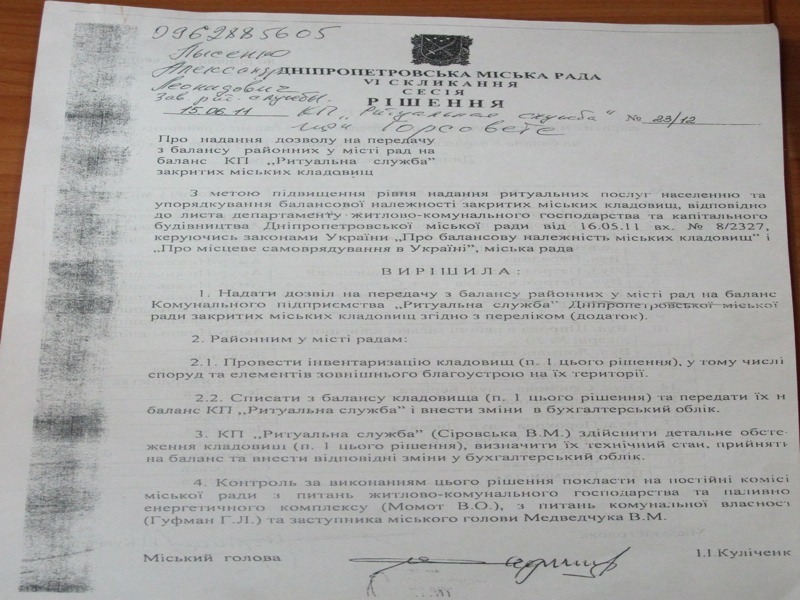 0962885605
Лысенко
Александр
Леонидович
Зав рит. службы.
ДНІПРОПЕТРОВСЬКА МІСЬКА РАДА
VI СКЛИКАННЯ
СЕСІЯ
РІШЕННЯ
15.06.11 КП „Ритуальная служба" № 23/12
при Горсовете
Про надання дозволу на передачу
з балансу районних у місті рад на
баланс КП „Ритуальна служба"
закритих міських кладовищ
З метою підвищення рівня надання ритуальних послуг населенню та
упорядкування балансової належності закритих міських кладовищ, відповідно
до листа департаменту житлово-комунального господарства та капітального
будівництва Дніпропетровської міської ради від 16.05.11 вх. № 8/2327,
керуючись законами України „Про балансову належність міських кладовищ" і
„Про місцеве самоврядування в Україні", міська рада
ВИРІШИЛА:
1. Надати дозвіл на передачу з балансу районних у місті рад на баланс
Комунального підприємства „Ритуальна служба" Дніпропетровської міської
ради закритих міських кладовищ згідно з переліком (додаток).
2. Районним у місті радам:
2.1. Провести інвентаризацію кладовищ (п. 1 цього рішення), у тому числі
споруд та елементів зовнішнього благоустрою на їх території.
2.2. Списати з балансу кладовища (п. 1 цього рішення) та передати їх н
баланс КП „Ритуальна служба" і внести зміни в бухгалтерський облік.
3. КП „Ритуальна служба" (Сіровська В.М.) здійснити детальне обсте-
ження кладовищ (п. 1 цього рішення), визначити їх технічний стан, прийнять
на баланс та внести відповідні зміни у бухгалтерський облік.
4. Контроль за виконанням цього рішення покласти на постійні комісі
міської ради з питань житлово-комунального господарства та паливно
енергетичного комплексу (Момот В.О.), з питань комунальної власност
(Гуфман Г.Л.) та заступника міського голови Медведчука В.М.
Міський голова І.І.Куліченк